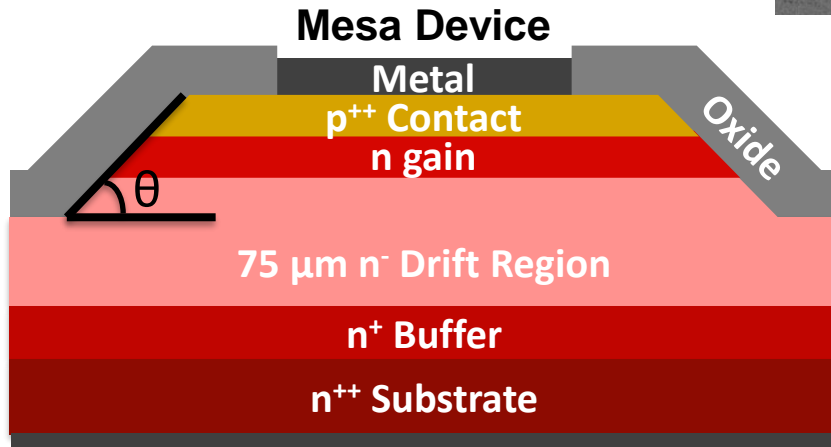 Mesa Device
Metal
p⁺⁺ Contact
n gain
Oxide
θ
75 µm n⁻ Drift Region
n⁺ Buffer
n⁺⁺ Substrate